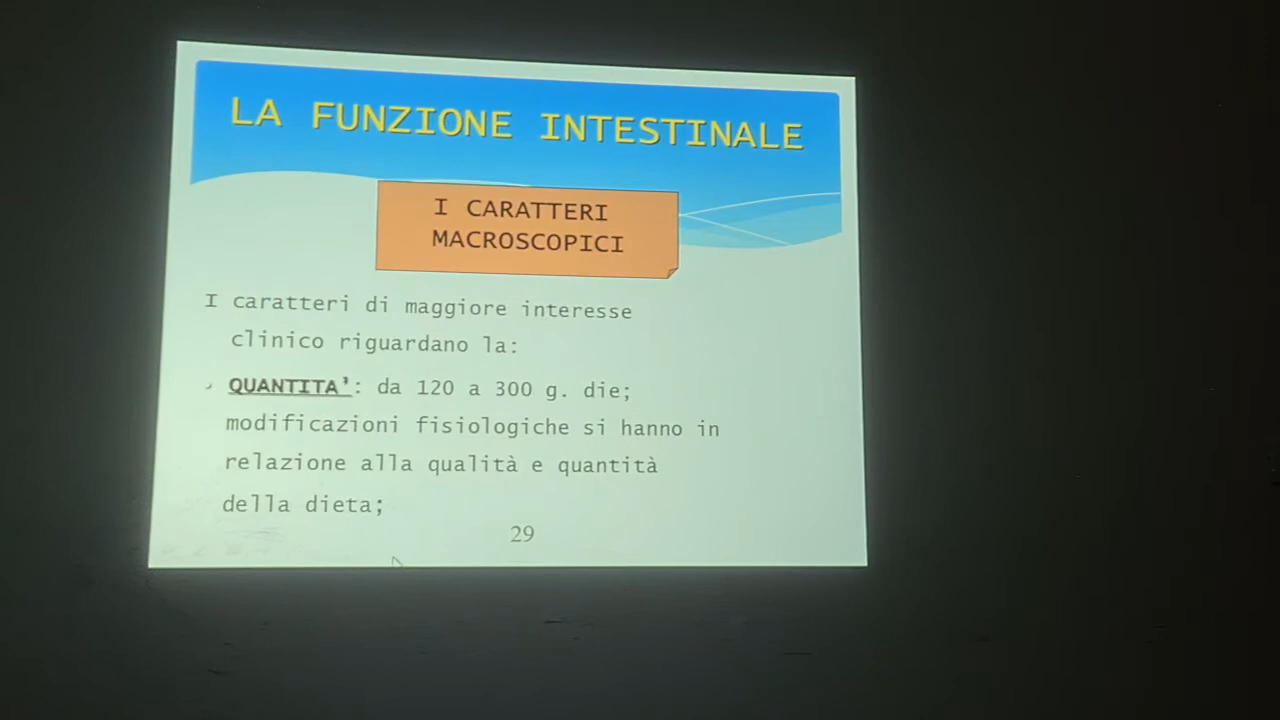 LA FUNZIONE INTESTINALE
I CARATTERI
MACROSCOPICI
I caratteri di maggiore interesse
clinico riguardano la:
QUANTITA': da 120 a 300 g. die;
modificazioni fisiologiche si hanno in
relazione alla qualità e quantità
della dieta;
29